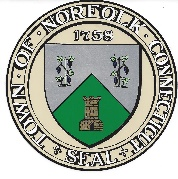 TOWN · OF · NORFOLK · CONNECTICUT
1758
SEAL